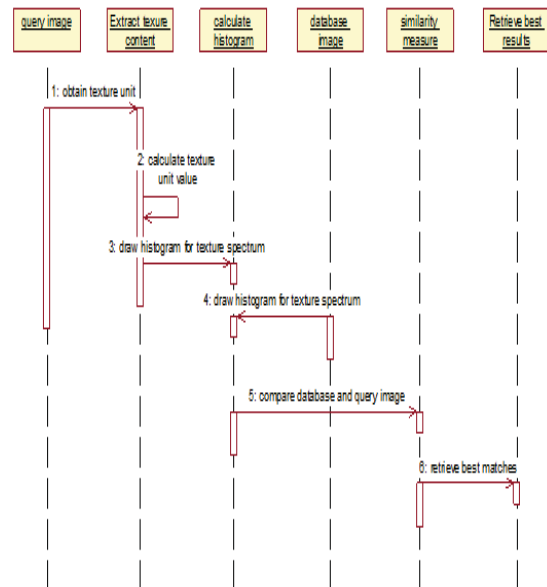 query image
Extract texure
content
calculate
histogram
database
image
similarity
measure
Retrieve best
results
1: obtain texture unit
2: calculate texture
unit value
3: draw histogram for texture spectrum
4: draw histogram for texture spectrum
5: compare database and query image
6: retrieve best matches